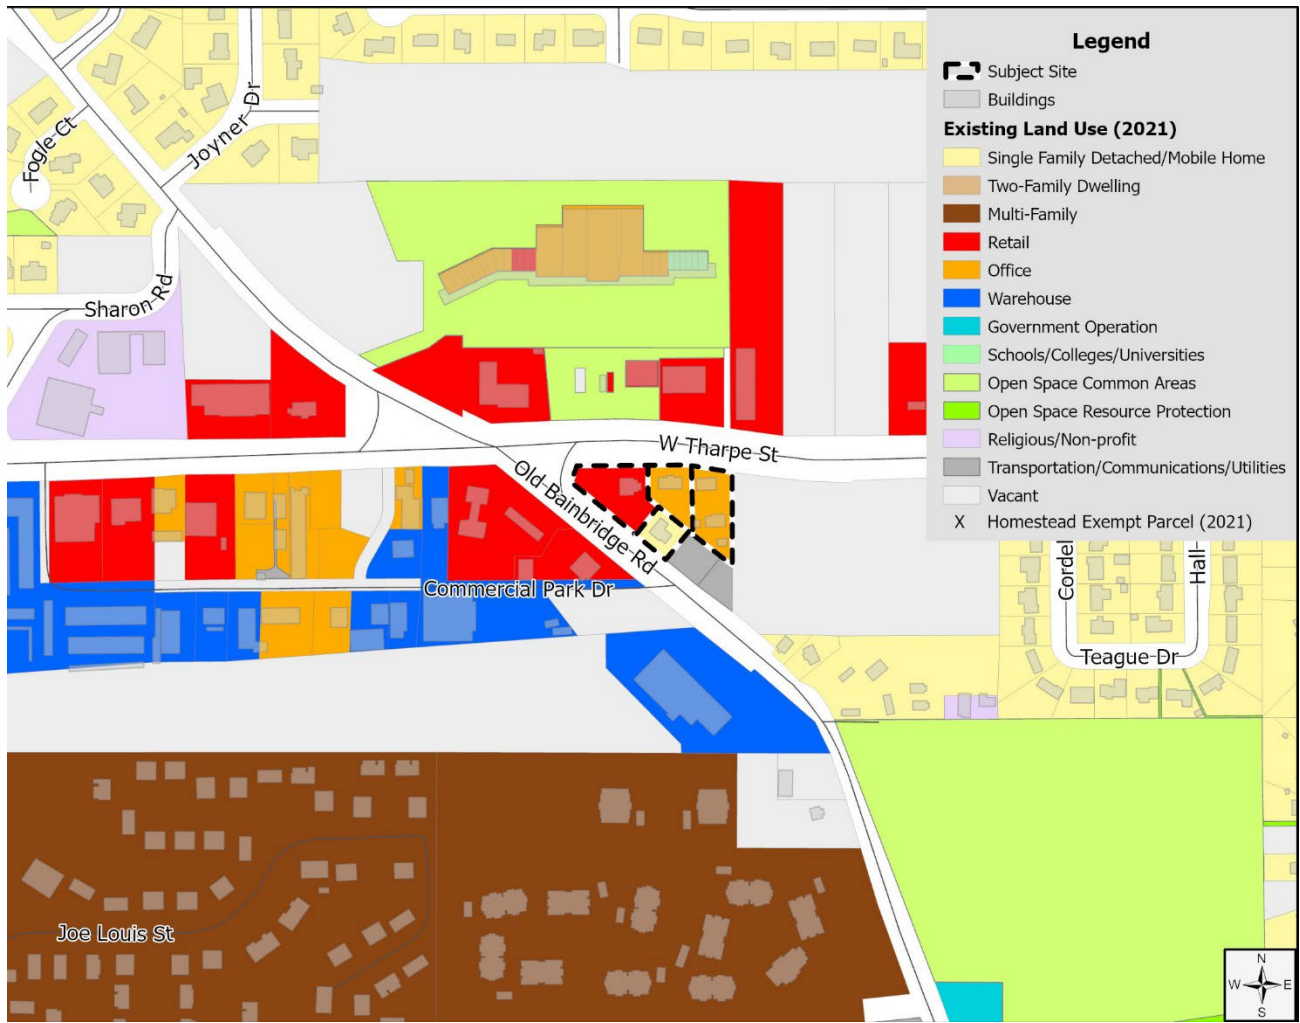 Legend
Subject Site
Buildings
Existing Land Use (2021)
Single Family Detached/Mobile Home
Two-Family Dwelling
Multi-Family
Retail
Office
Warehouse
Government Operation
Schools/Colleges/Universities
Open Space Common Areas
Open Space Resource Protection
Religious/Non-profit
Transportation/Communications/Utilities
Vacant
X Homestead Exempt Parcel (2021)
Fogle Ct
Joyner Dr
Sharon Rd
W Tharpe St
Old Bainbridge Rd
Commercial Park Dr
Cordel
Hall
Teague Dr
Joe Louis St
N
W E
S